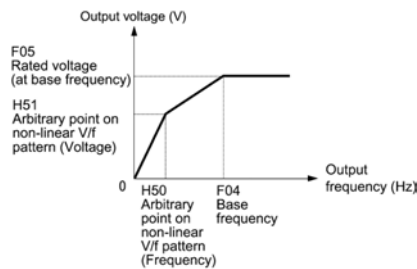 Output voltage (V)
F05
Rated voltage
(at base frequency)
H51
Arbitrary point on
non-linear V/f
pattern (Voltage)
0
Output
frequency (Hz)
H50
Arbitrary
point on
non-linear
V/f pattern
(Frequency)
F04
Base
frequency